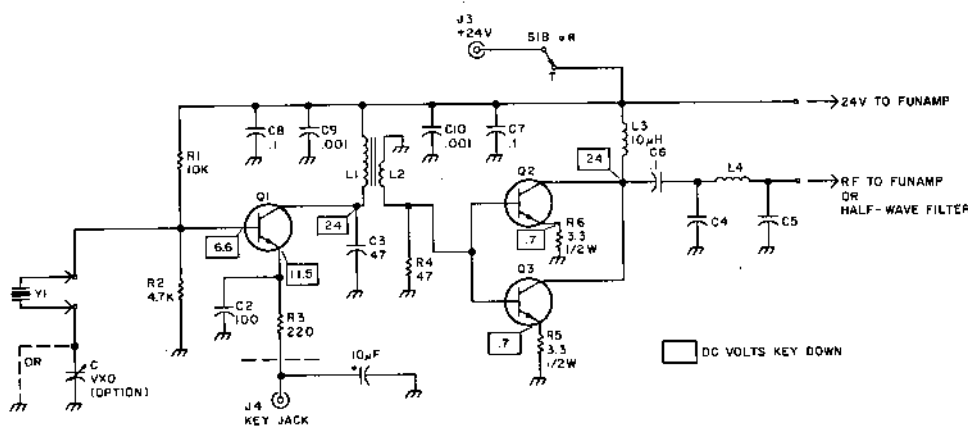 J3
+24V
S1B
R
T
24V TO FUNAMP
C8
.1
C9
.001
C10
.001
C7
.1
L3
10µH
R1
10K
L1
L2
Q1
Q2
24
C6
.1
L4
RF TO FUNAMP
OR
HALF-WAVE FILTER
6.6
24
C3
47
R4
47
.7
R6
3.3
1/2W
C4
C5
11.5
Y1
R2
4.7K
C2
100
R3
220
Q3
.7
R5
3.3
1/2W
DC VOLTS KEY DOWN
OR
C
VXO
(OPTION)
10µF
+
J4
KEY JACK